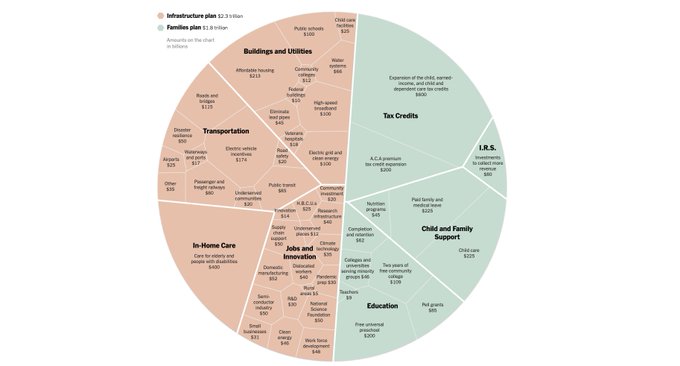 Infrastructure plan $2.3 trillion
Families plan $1.8 trillion
Amounts on the chart
in billions
Buildings and Utilities
Public schools
$100
Child care
facilities
$25
Affordable housing
$213
Community
colleges
$12
Water
systems
$66
Federal
buildings
$10
High-speed
broadband
$100
Eliminate
lead pipes
$45
Veterans
hospitals
$18
Electric grid and
clean energy
$100
Transportation
Roads and
bridges
$115
Disaster
resilience
$50
Electric vehicle
incentives
$174
Road
safety
$20
Waterways
and ports
$17
Airports
$25
Other
$35
Passenger and
freight railways
$80
Underserved
communities
$20
Public transit
$85
In-Home Care
Care for elderly and
people with disabilities
$400
Jobs and
Innovation
Community
investment
$20
H.B.C.U.s
$25
Innovation
$14
Research
infrastructure
$40
Supply
chain
support
$50
Underserved
places $12
Climate
technology
$35
Domestic
manufacturing
$52
Dislocated
workers
$40
Pandemic
prep $30
Rural
areas $5
Semi-
conductor
industry
$50
R&D
$30
National
Science
Foundation
$50
Small
businesses
$31
Clean
energy
$46
Work force
development
$48
Tax Credits
Expansion of the child, earned-
income, and child and
dependent care tax credits
$600
A.C.A premium
tax credit expansion
$200
I.R.S.
Investments
to collect more
revenue
$80
Child and Family
Support
Nutrition
programs
$45
Paid family and
medical leave
$225
Child care
$225
Education
Completion
and retention
$62
Colleges and
universities
serving minority
groups $46
Two years of
free community
college
$109
Teachers
$9
Pell grants
$85
Free universal
preschool
$200